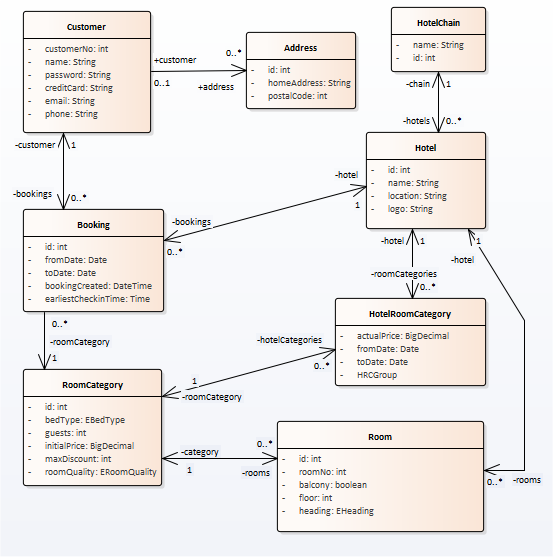 Customer
- customerNo: int
- name: String
- password: String
- creditCard: String
- email: String
- phone: String
+customer
0..1
0..*
+address
Address
- id: int
- homeAddress: String
- postalCode: int
HotelChain
- name: String
- id: int
-chain
1
-hotels
0..*
Hotel
- id: int
- name: String
- location: String
- logo: String
-customer
1
-bookings
0..*
-hotel
1
-bookings
0..*
Booking
- id: int
- fromDate: Date
- toDate: Date
- bookingCreated: DateTime
- earliestCheckinTime: Time
-hotel
1
-roomCategories
0..*
1
-hotel
HotelRoomCategory
- actualPrice: BigDecimal
- fromDate: Date
- toDate: Date
- HRCGroup
0..*
-roomCategory
1
-hotelCategories
0..*
1
-roomCategory
RoomCategory
- id: int
- bedType: EBedType
- guests: int
- initialPrice: BigDecimal
- maxDiscount: int
- roomQuality: ERoomQuality
-category
1
0..*
-rooms
Room
- id: int
- roomNo: int
- balcony: boolean
- floor: int
- heading: EHeading
0..*
-rooms